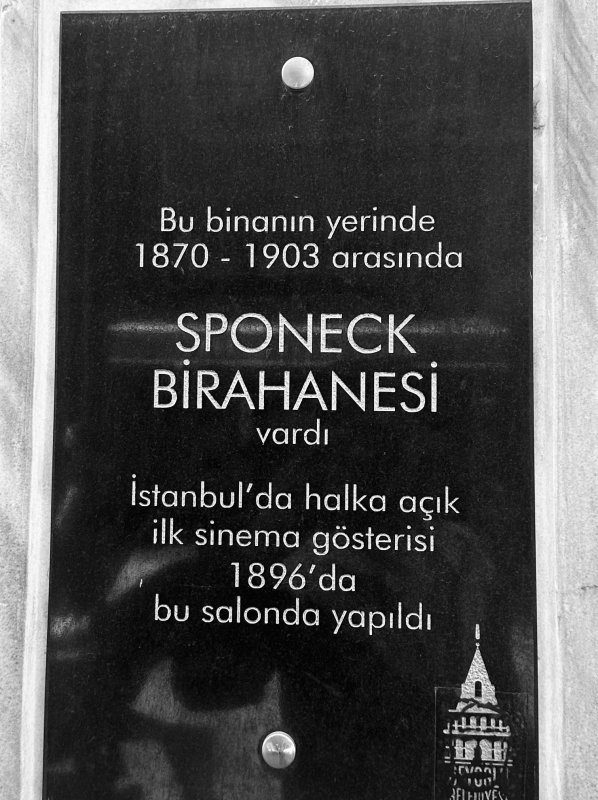 Bu binanın yerinde
1870 - 1903 arasında
SPONECK
BİRAHANESİ
vardı
İstanbul'da halka açık
ilk sinema gösterisi
1896'da
bu salonda yapıldı